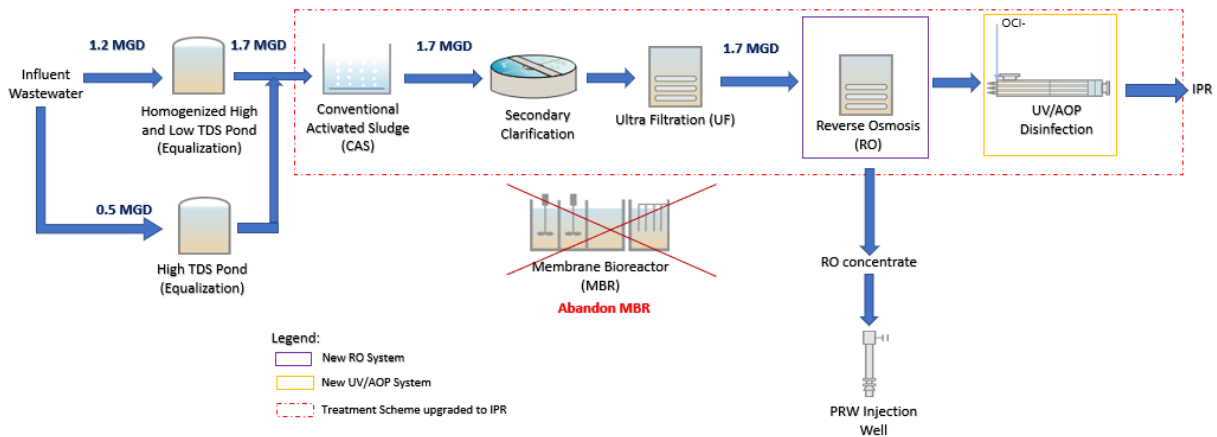 OCl-
1.2 MGD
1.7 MGD
1.7 MGD
1.7 MGD
Influent
Wastewater
IPR
Homogenized High
and Low TDS Pond
(Equalization)
Conventional
Activated Sludge
(CAS)
Secondary
Clarification
Ultra Filtration (UF)
Reverse Osmosis
(RO)
UV/AOP
Disinfection
0.5 MGD
High TDS Pond
(Equalization)
Membrane Bioreactor
(MBR)
Abandon MBR
RO concentrate
Legend:
New RO System
New UV/AOP System
Treatment Scheme upgraded to IPR
PRW Injection
Well